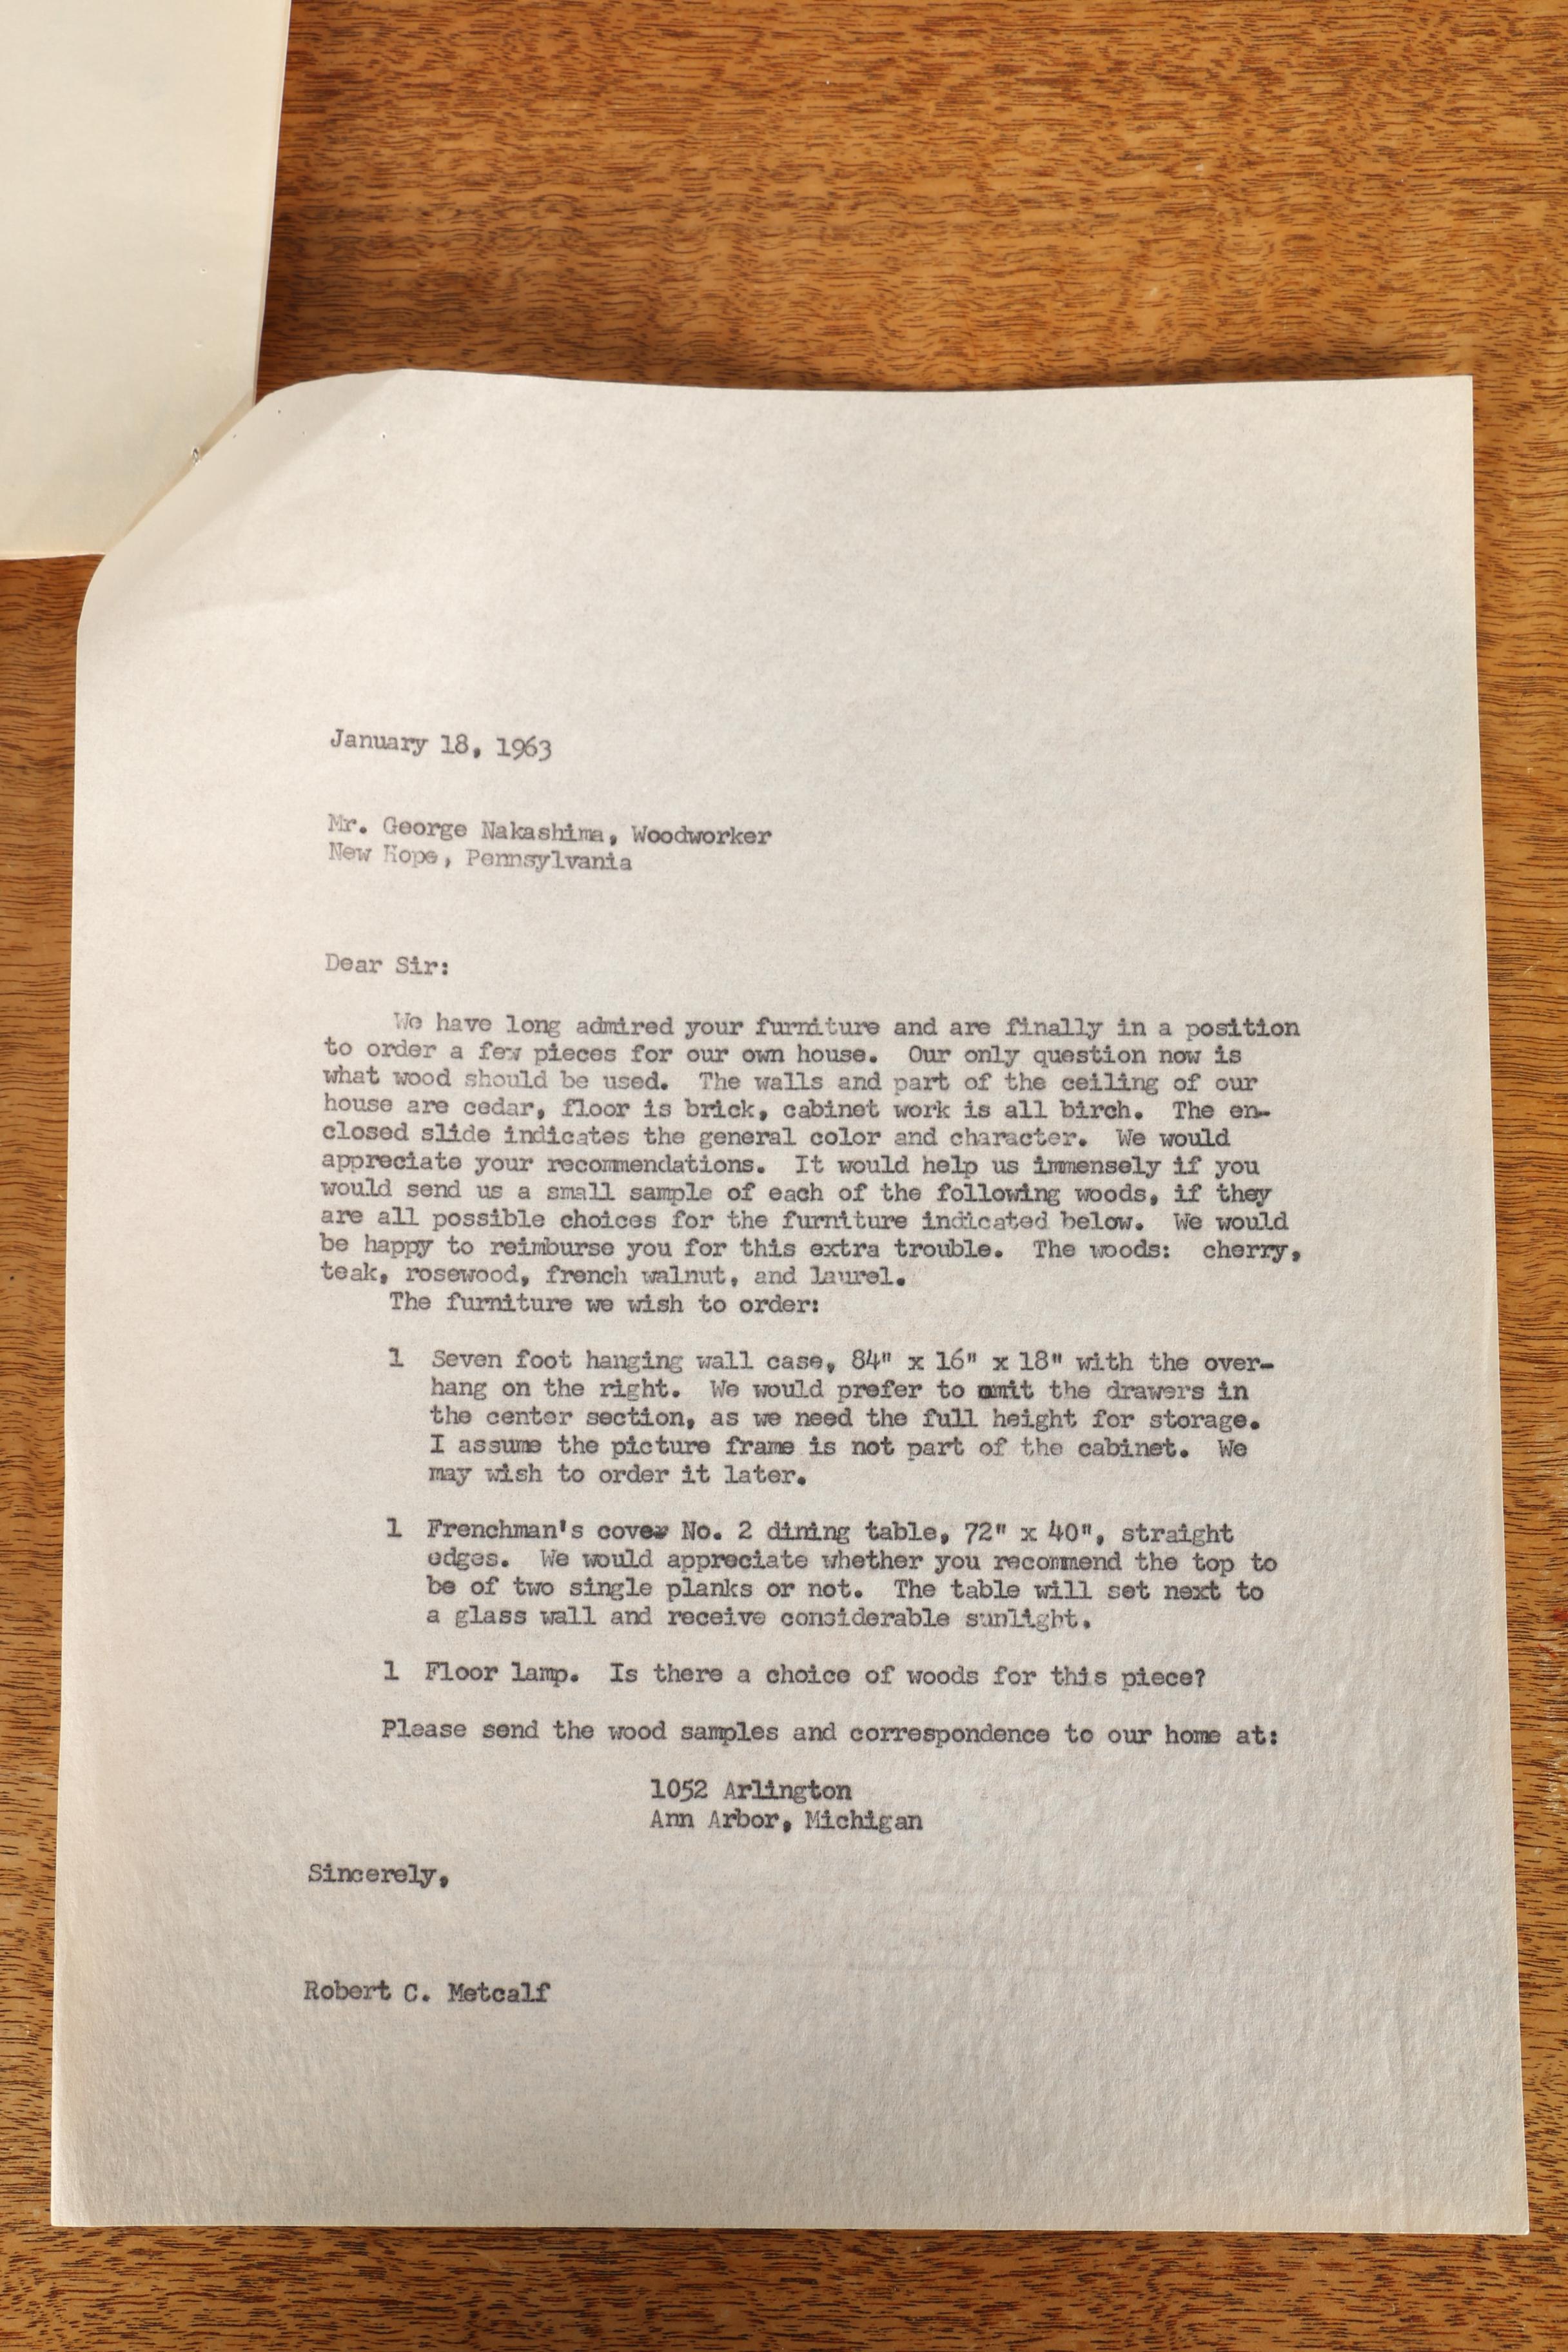 January 18, 1963
Mr. George Nakashima, Woodworker
New Hope, Pennsylvania
Dear Sir:
We have long admired your furniture and are finally in a position
to order a few pieces for our own house. Our only question now is
what wood should be used. The walls and part of the ceiling of our
house are cedar, floor is brick, cabinet work is all birch. The en-
closed slide indicates the general color and character. We would
appreciate your recommendations. It would help us immensely if you
would send us a small sample of each of the following woods, if they
are all possible choices for the furniture indicated below. We would
be happy to reimburse you for this extra trouble. The woods: cherry,
teak, rosewood, french walnut, and laurel.
The furniture we wish to order:
1 Seven foot hanging wall case, 84" x 16" x 18" with the over-
hang on the right. We would prefer to omit the drawers in
the center section, as we need the full height for storage.
I assume the picture frame is not part of the cabinet. We
may wish to order it later.
1 Frenchman's cover No. 2 dining table, 72" x 40", straight
edges. We would appreciate whether you recommend the top to
be of two single planks or not. The table will set next to
a glass wall and receive considerable sunlight.
1 Floor lamp. Is there a choice of woods for this piece?
Please send the wood samples and correspondence to our home at:
1052 Arlington
Ann Arbor, Michigan
Sincerely,
Robert C. Metcalf